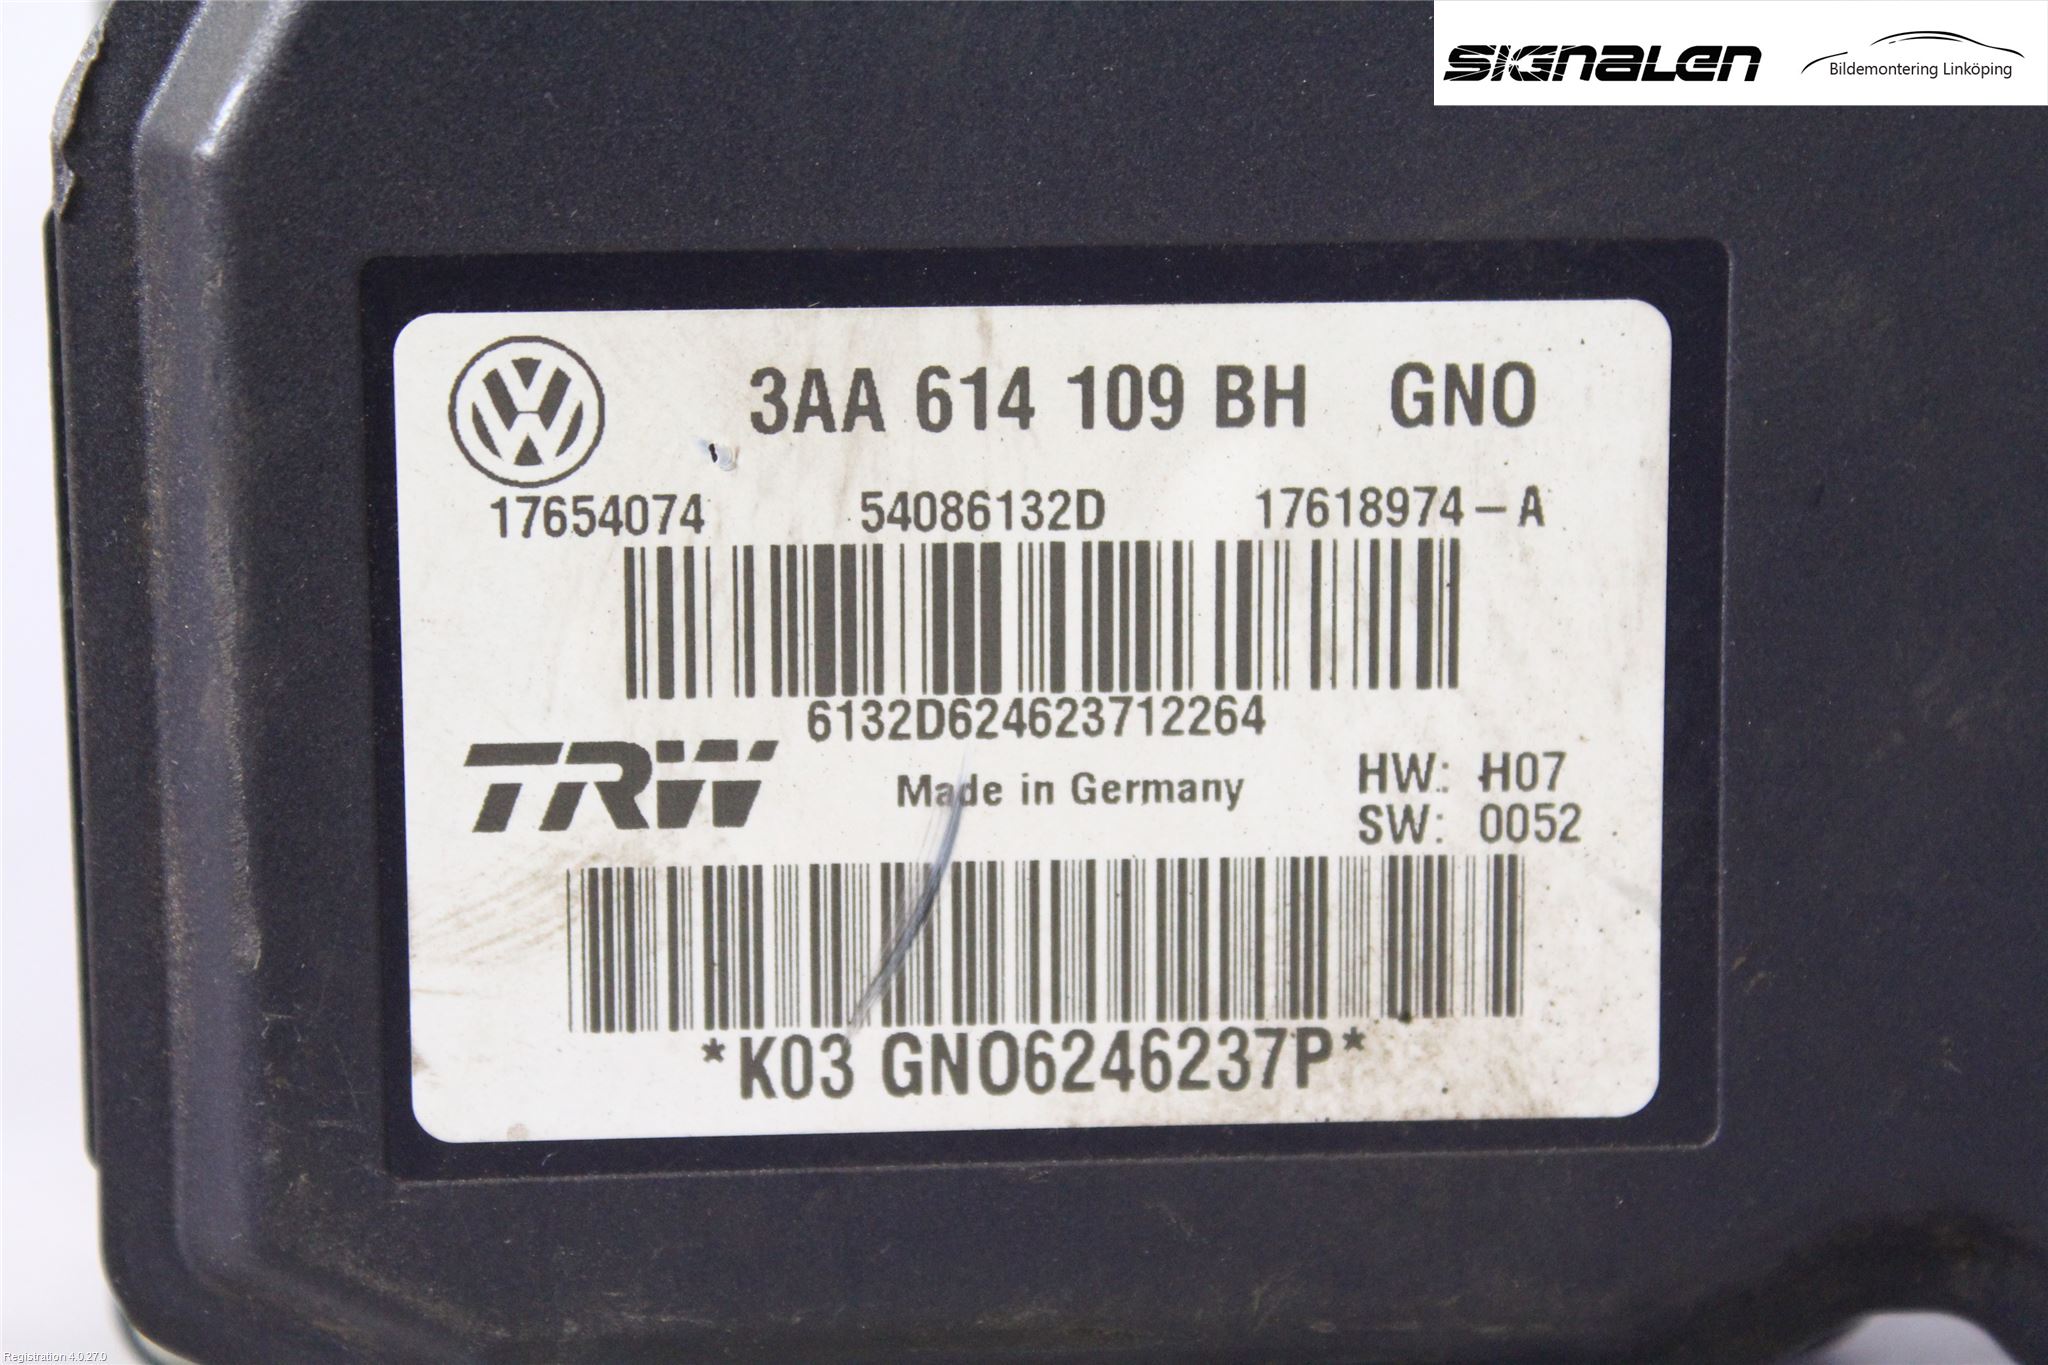 SIGNALEN
Bildemontering Linköping
3AA 614 109 BH GNO
17654074 54086132D 17618974-A
6132D624623712264
TRW
Made in Germany
HW: H07
SW: 0052
*K03 GNO6246237P*
Registration 4.0.27.0